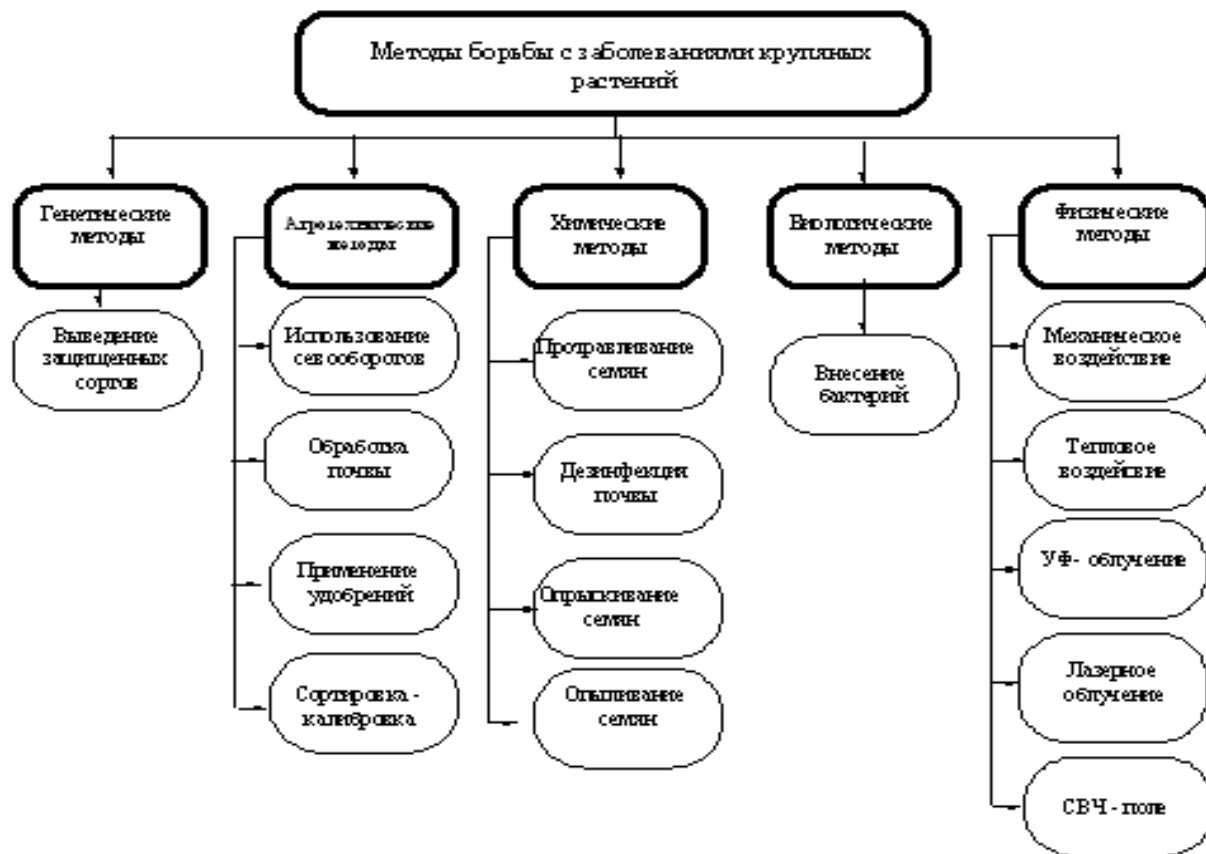 Методы борьбы с заболеваниями крупяных
растений
Генетические
методы
Агротехнические
методы
Химические
методы
Биологические
методы
Физические
методы
Выведение
защищенных
сортов
Использование
севооборотов
Обработка
почвы
Применение
удобрений
Сортировка -
калибровка
Протравливание
семян
Дезинфекция
почвы
Опрыскивание
семян
Опыливание
семян
Внесение
бактерий
Механическое
воздействие
Тепловое
воздействие
УФ- облучение
Лазерное
облучение
СВЧ - поле